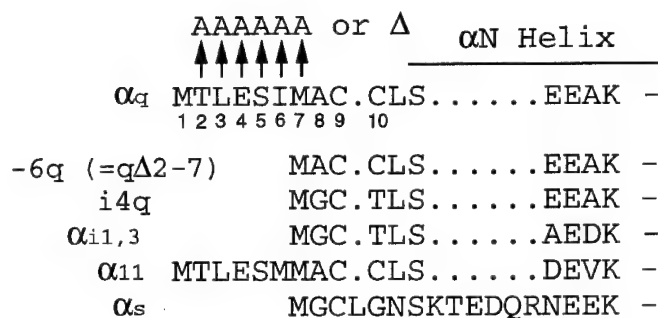 AAAAAA or Δ
αN Helix
αq MTLESIMAC.CLS......EEAK –
1 2 3 4 5 6 7 8 9 10
-6q (=qΔ2-7) MAC.CLS......EEAK –
i4q MGC.TLS......EEAK –
αi1,3 MGC.TLS......AEDK –
α11 MTLESMMAC.CLS......DEVK –
αs MGCLGNSKTEDQRNEEK –